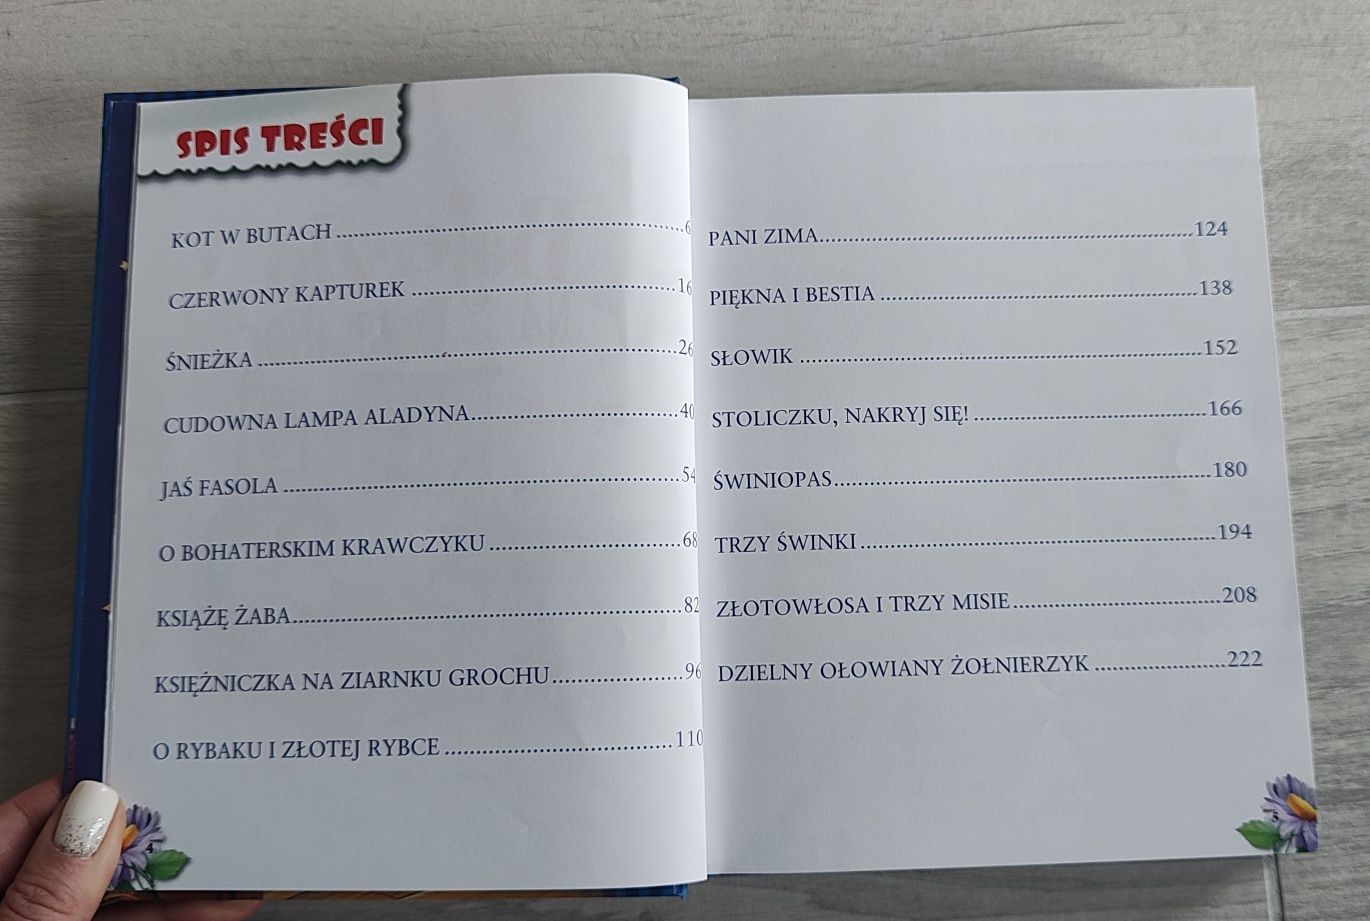 SPIS TREŚCI
KOT W BUTACH ..... 6
CZERWONY KAPTUREK ..... 16
ŚNIEŻKA ..... 26
CUDOWNA LAMPA ALADYNA ..... 40
JAŚ FASOLA ..... 54
O BOHATERSKIM KRAWCZYKU ..... 68
KSIĄŻĘ ŻABA ..... 82
KSIĘŻNICZKA NA ZIARNKU GROCHU ..... 96
O RYBAKU I ZŁOTEJ RYBCE ..... 110
4
PANI ZIMA ..... 124
PIĘKNA I BESTIA ..... 138
SŁOWIK ..... 152
STOLICZKU, NAKRYJ SIĘ! ..... 166
ŚWINIOPAS ..... 180
TRZY ŚWINKI ..... 194
ZŁOTOWŁOSA I TRZY MISIE ..... 208
DZIELNY OŁOWIANY ŻOŁNIERZYK ..... 222
5